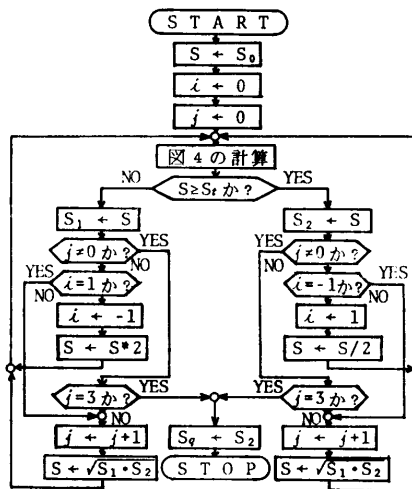 START
S ← S₀
i ← 0
j ← 0
図4の計算
NO S≥Stか? YES
S₁ ← S
S₂ ← S
j≠0か? YES
NO
YES j≠0か?
NO
YES i=1か?
NO
i=-1か? YES
NO
i ← -1
i ← 1
S ← S*2
S ← S/2
j=3か? YES
NO
YES j=3か?
NO
j ← j+1
Sq ← S₂
j ← j+1
S ← √S₁・S₂
STOP
S ← √S₁・S₂